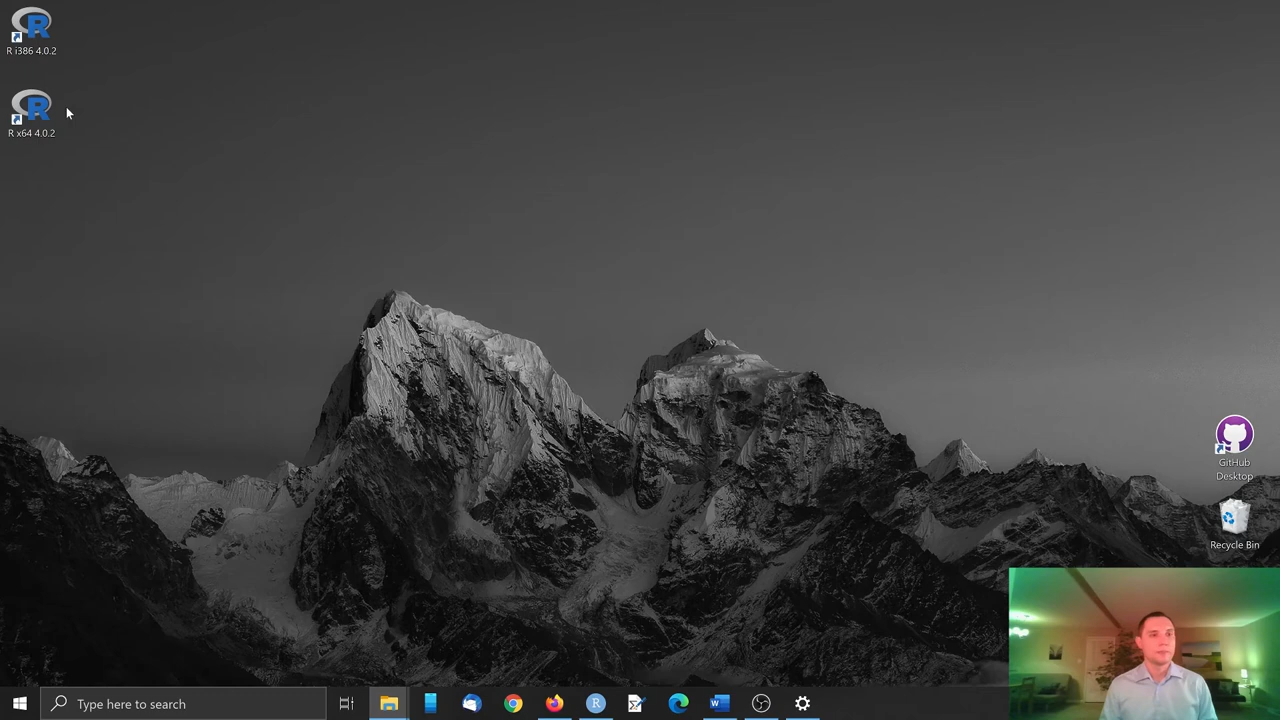 R i386 4.0.2
R x64 4.0.2
GitHub
Desktop
Recycle Bin
Type here to search